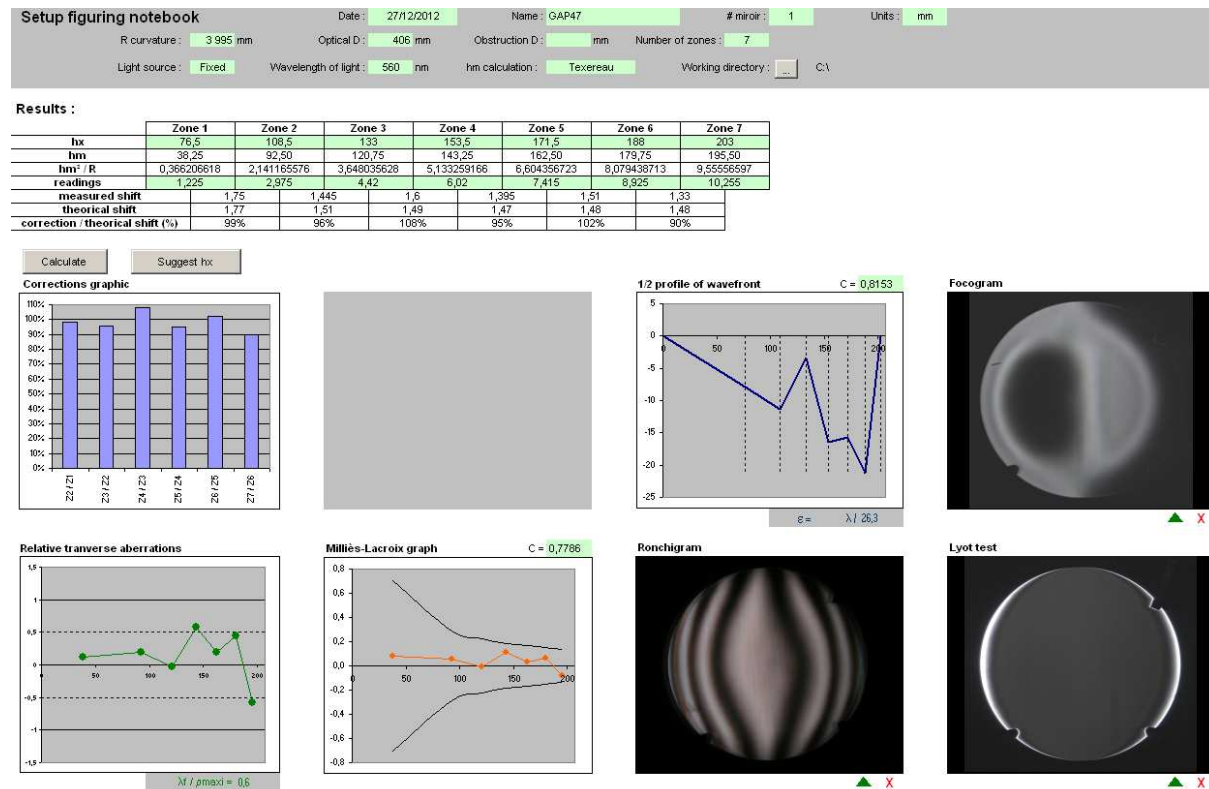 Setup figuring notebook Date : 27/12/2012 Name : GAP47 # miroir : 1 Units : mm
R curvature : 3 995 mm Optical D : 406 mm Obstruction D : mm Number of zones : 7
Light source : Fixed Wavelength of light : 560 nm hm calculation : Texereau Working directory : ... C:\
Results :
Zone 1 Zone 2 Zone 3 Zone 4 Zone 5 Zone 6 Zone 7
hx 76,5 108,5 133 153,5 171,5 188 203
hm 38,25 92,50 120,75 143,25 162,50 179,75 195,50
hm² / R 0,366206618 2,141166576 3,648035628 5,133259166 6,604356723 8,079438713 9,55556597
readings 1,225 2,975 4,42 6,02 7,415 8,925 10,255
measured shift 1,75 1,445 1,6 1,395 1,51 1,33
theorical shift 1,77 1,51 1,49 1,47 1,48 1,48
correction / theorical shift (%) 99% 96% 108% 95% 102% 90%
Calculate Suggest hx
Corrections graphic
110%
100%
90%
80%
70%
60%
50%
40%
30%
20%
10%
0%
Z2 / Z1 Z3 / Z2 Z4 / Z3 Z5 / Z4 Z6 / Z5 Z7 / Z6
1/2 profile of wavefront C = 0,8153
5
0
-5
-10
-15
-20
-25
0 50 100 150 200
ε = λ / 26,3
Focogram
X
Relative tranverse aberrations
1,5
1
0,5
0
-0,5
-1
-1,5
0 50 100 150 200
λf / ρmaxi = 0,6
Milliès-Lacroix graph C = 0,7786
0,8
0,6
0,4
0,2
0,0
-0,2
-0,4
-0,6
-0,8
0 50 100 150 200
Ronchigram
X
Lyot test
X